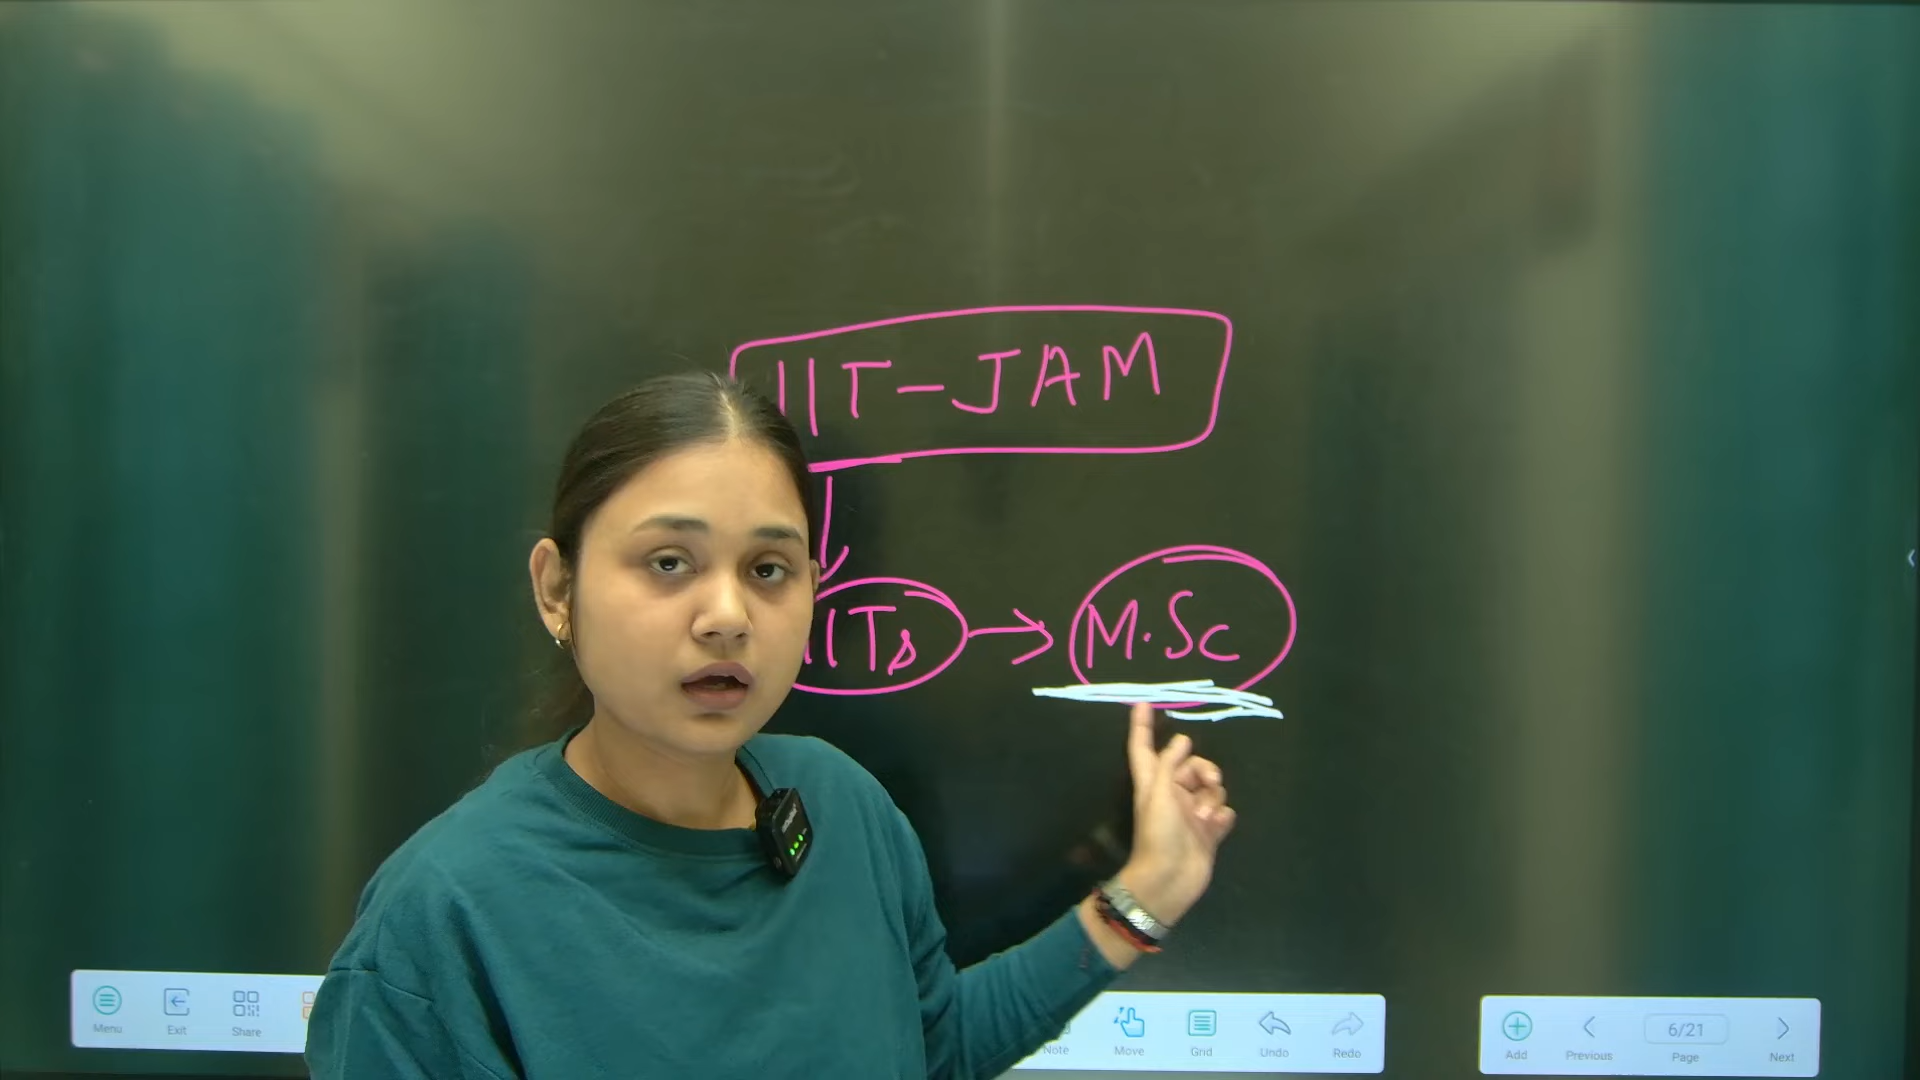 IIT-JAM
IITs → M.Sc
Menu Exit Share Note Move Grid Undo Redo Add Previous 6/21 Page Next